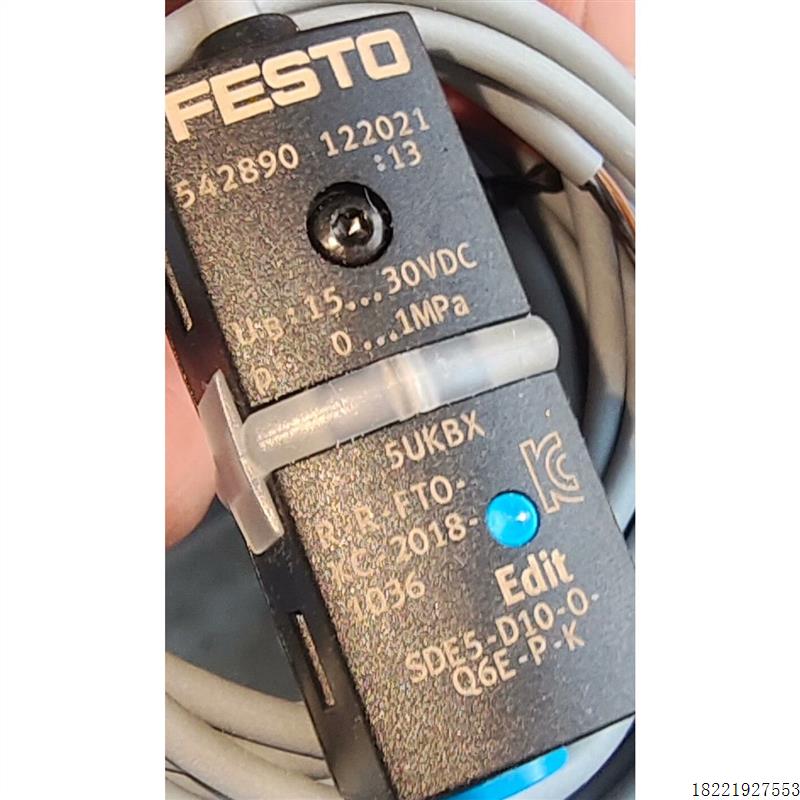 FESTO
542890 122021
:13
UB: 15...30VDC
p: 0...1MPa
5UKBX
R-R-FTO-
KC-2018-
1036
Edit
SDE5-D10-O-
Q6E-P-K
18221927553